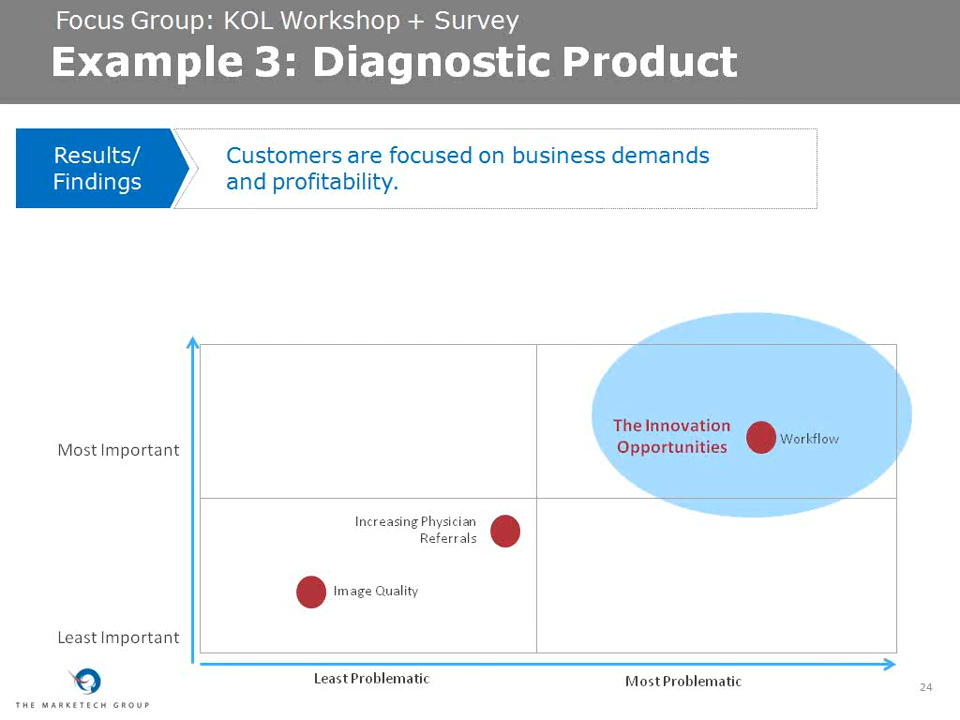 Focus Group: KOL Workshop + Survey
Example 3: Diagnostic Product
Results/
Findings
Customers are focused on business demands
and profitability.
The Innovation
Opportunities
Workflow
Most Important
Increasing Physician
Referrals
Image Quality
Least Important
Least Problematic
Most Problematic
THE MARKETECH GROUP
24